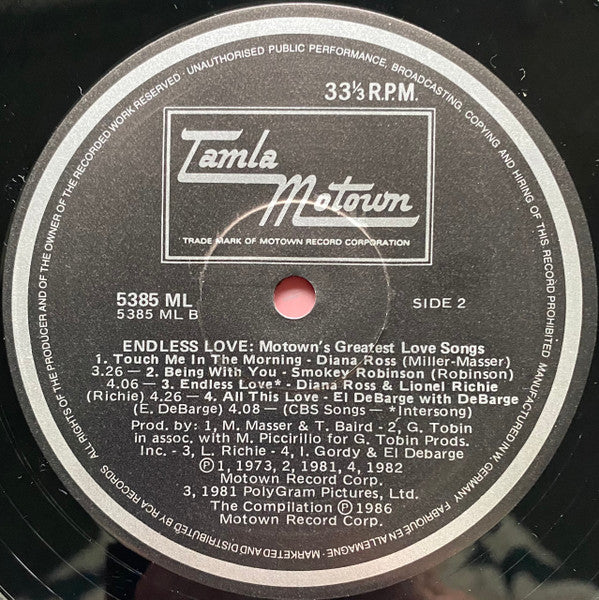 ALL RIGHTS OF THE PRODUCER AND OF THE OWNER OF THE RECORDED WORK RESERVED · UNAUTHORISED PUBLIC PERFORMANCE, BROADCASTING, COPYING AND HIRING OF THIS RECORD PROHIBITED
MANUFACTURED IN W. GERMANY · FABRIQUÉ EN ALLEMAGNE · MARKETED AND DISTRIBUTED BY RCA RECORDS
33⅓ R.P.M.
Tamla
Motown
TRADE MARK OF MOTOWN RECORD CORPORATION
5385 ML
5385 ML B
SIDE 2
ENDLESS LOVE: Motown's Greatest Love Songs
1. Touch Me In The Morning - Diana Ross (Miller-Masser)
3.26 — 2. Being With You - Smokey Robinson (Robinson)
4.06 — 3. Endless Love* - Diana Ross & Lionel Richie
(Richie) 4.26 — 4. All This Love - El DeBarge with DeBarge
(E. DeBarge) 4.08 — (CBS Songs — *Intersong)
Prod. by: 1, M. Masser & T. Baird - 2, G. Tobin
in assoc. with M. Piccirillo for G. Tobin Prods.
Inc. - 3, L. Richie - 4, I. Gordy & El Debarge
Ⓟ 1, 1973, 2, 1981, 4, 1982
Motown Record Corp.
3, 1981 PolyGram Pictures, Ltd.
The Compilation Ⓟ 1986
Motown Record Corp.